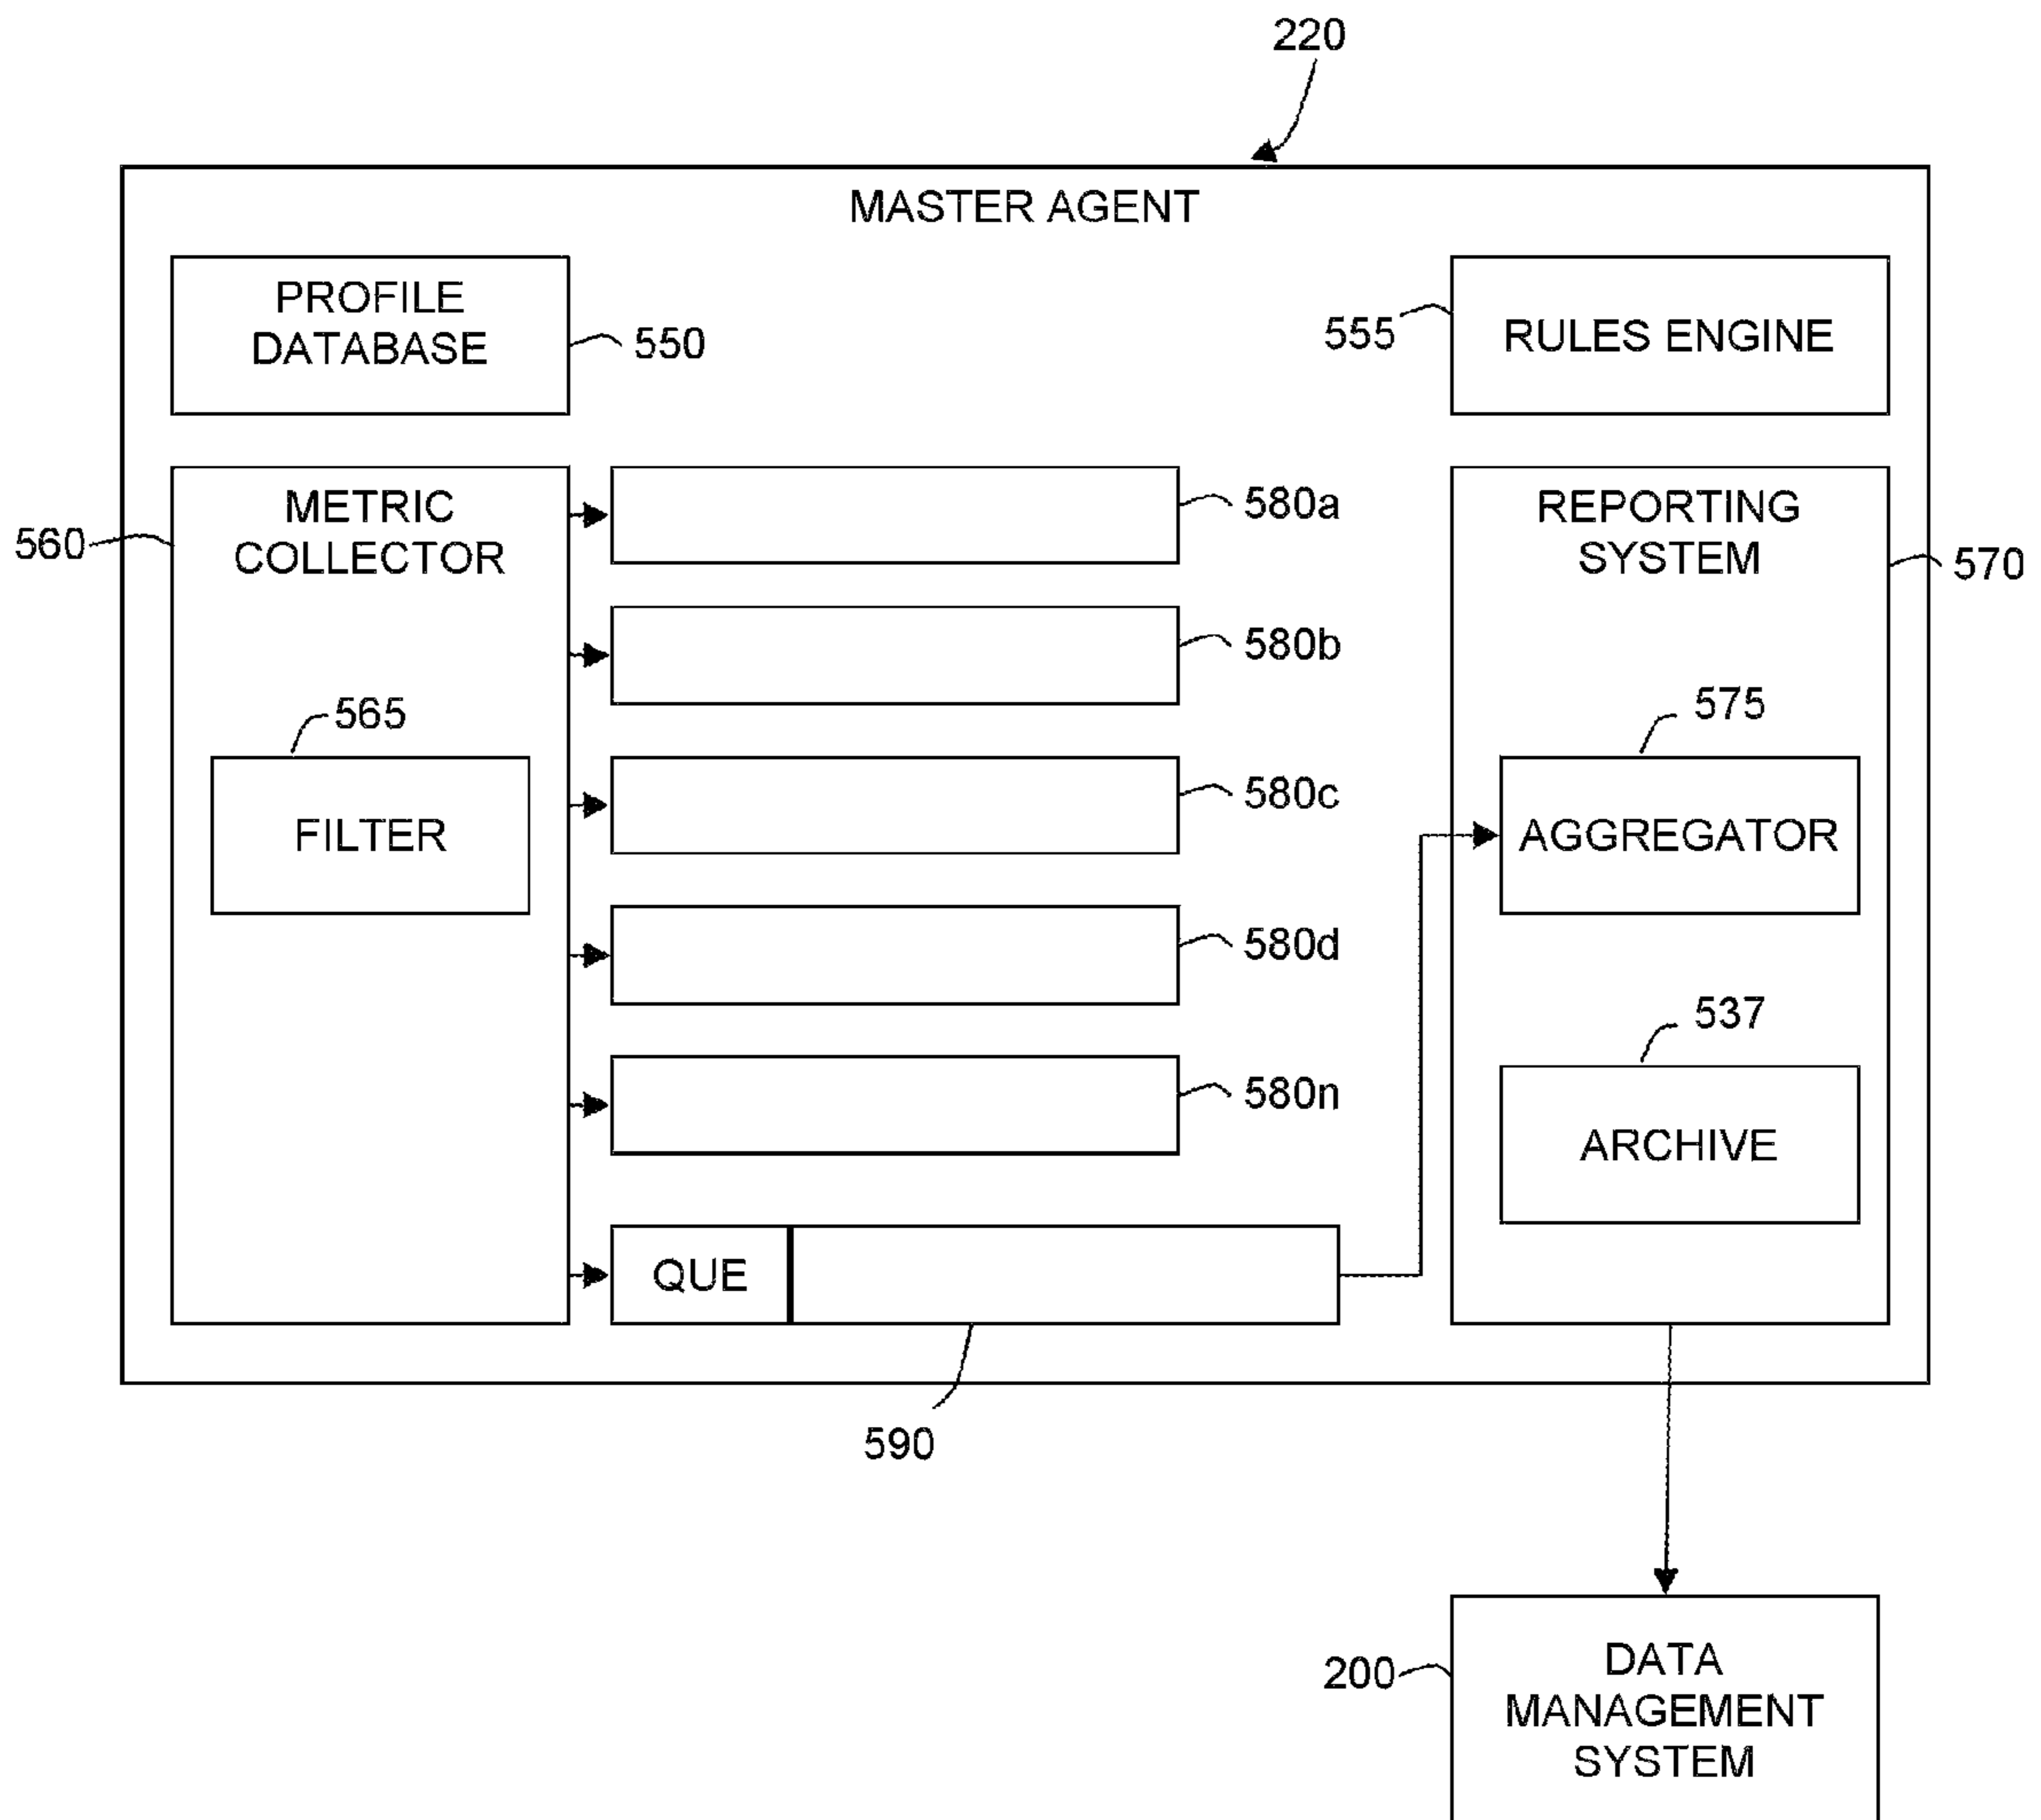 220
MASTER AGENT
PROFILE
DATABASE
550
555
RULES ENGINE
560
METRIC
COLLECTOR
565
FILTER
580a
580b
580c
580d
580n
QUE
590
REPORTING
SYSTEM
570
575
AGGREGATOR
537
ARCHIVE
200
DATA
MANAGEMENT
SYSTEM